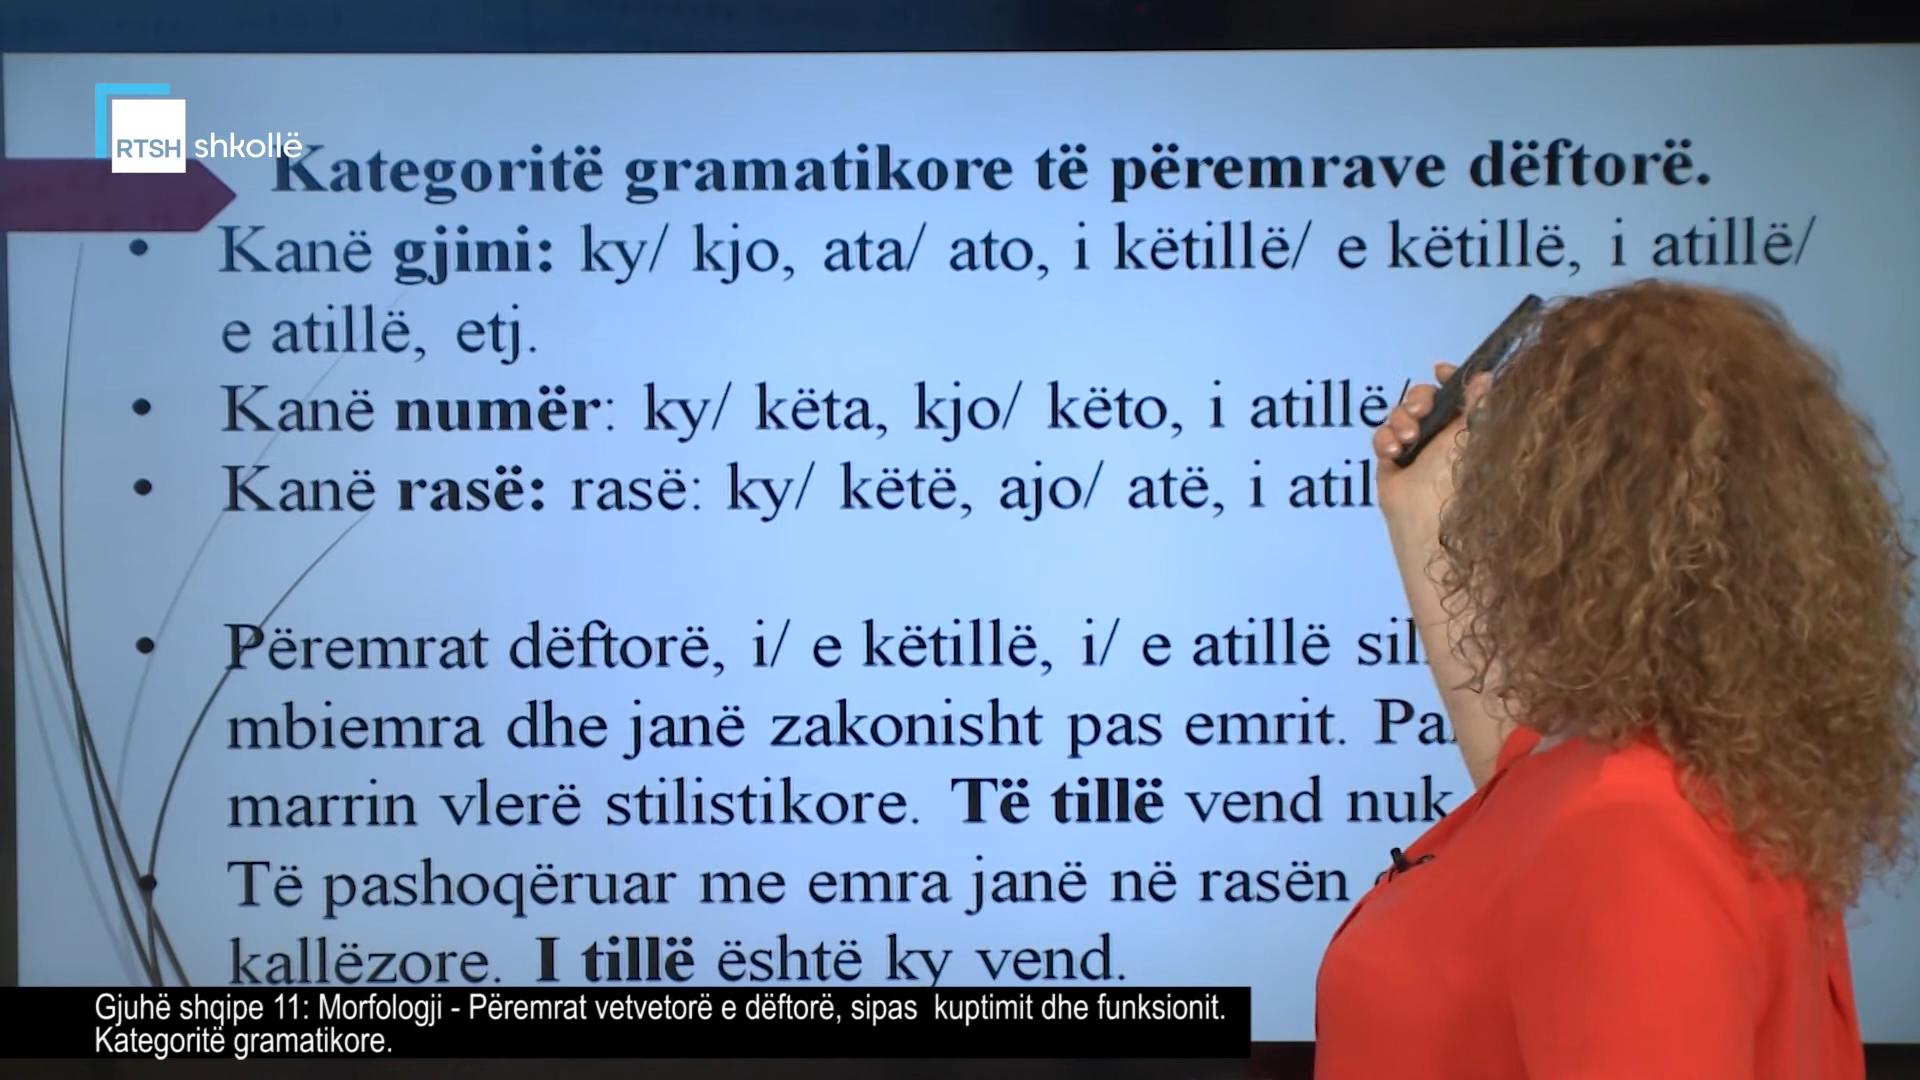 RTSH shkollë
Kategoritë gramatikore të përemrave dëftorë.
• Kanë gjini: ky/ kjo, ata/ ato, i këtillë/ e këtillë, i atillë/
e atillë, etj.
• Kanë numër: ky/ këta, kjo/ këto, i atillë/
• Kanë rasë: rasë: ky/ këtë, ajo/ atë, i
• Përemrat dëftorë, i/ e këtillë, i/ e atillë
mbiemra dhe janë zakonisht pas emrit.
marrin vlerë stilistikore. Të tillë vend nuk
Të pashoqëruar me emra janë në rasën
kallëzore. I tillë është ky vend.
Gjuhë shqipe 11: Morfologji - Përemrat vetvetorë e dëftorë, sipas kuptimit dhe funksionit.
Kategoritë gramatikore.